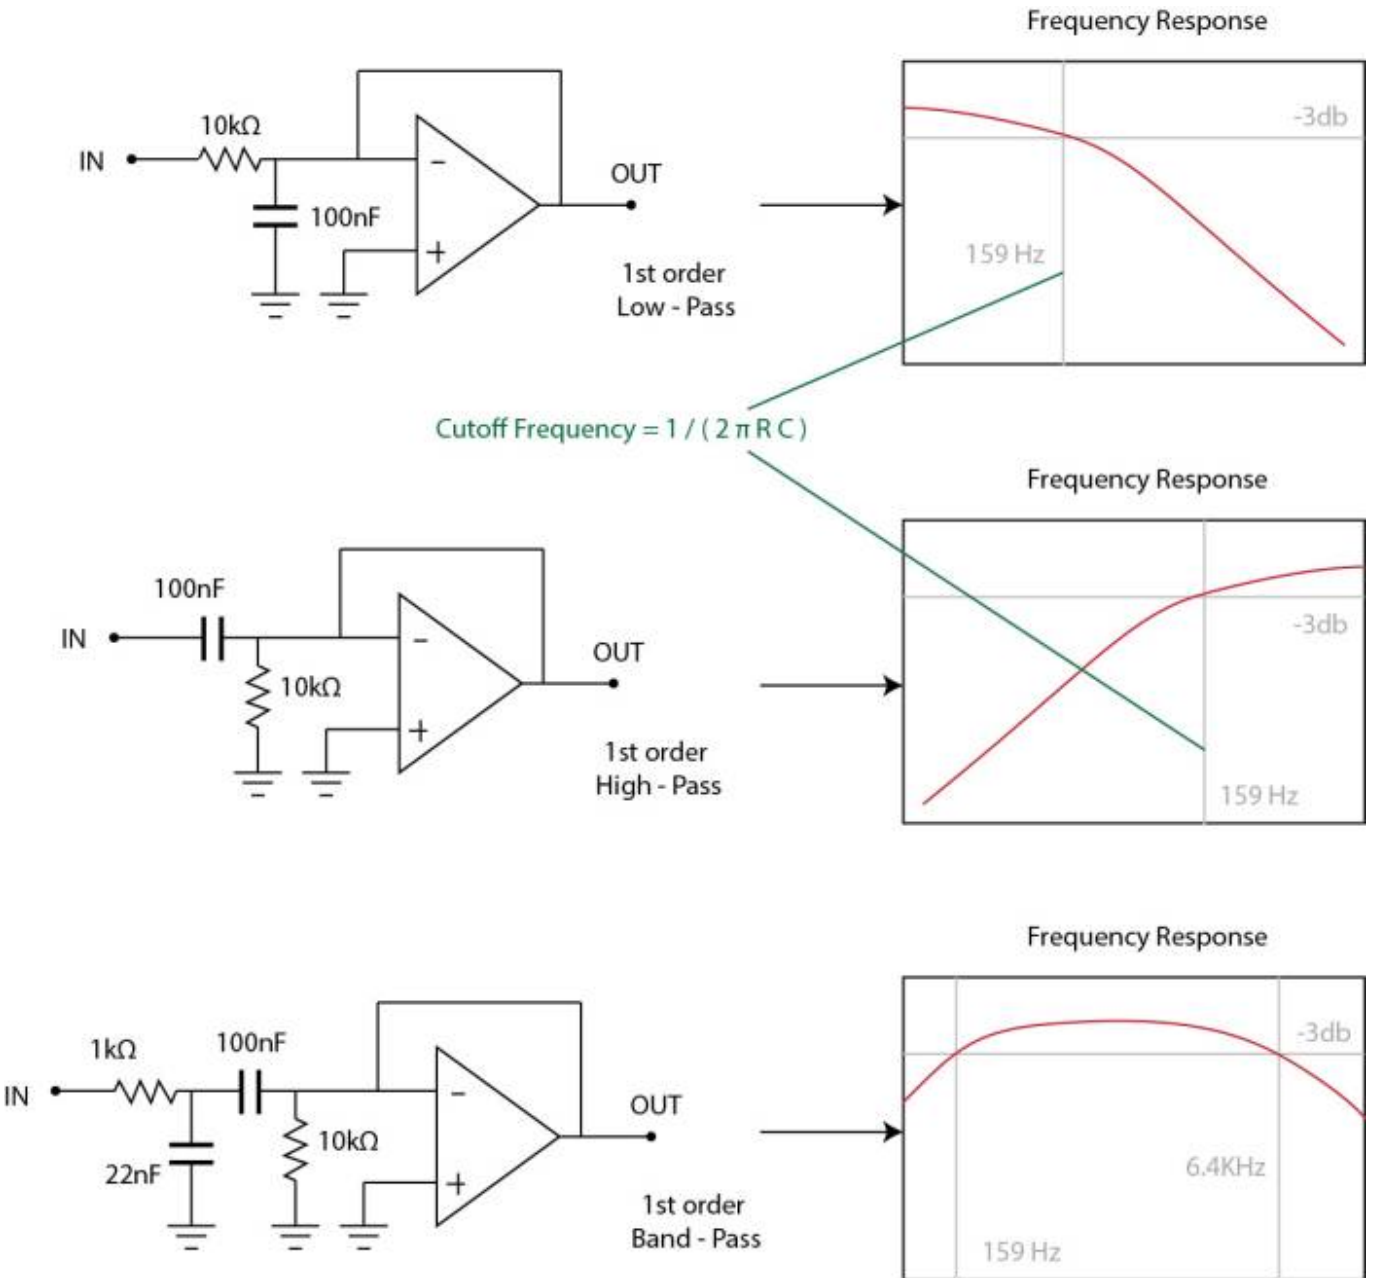 Frequency Response
10kΩ
-3db
IN
−
OUT
100nF
+
159 Hz
1st order
Low - Pass
Cutoff Frequency = 1 / ( 2 π R C )
Frequency Response
100nF
IN
−
OUT
-3db
10kΩ
+
1st order
High - Pass
159 Hz
Frequency Response
1kΩ
100nF
-3db
IN
−
OUT
10kΩ
22nF
+
6.4KHz
1st order
Band - Pass
159 Hz